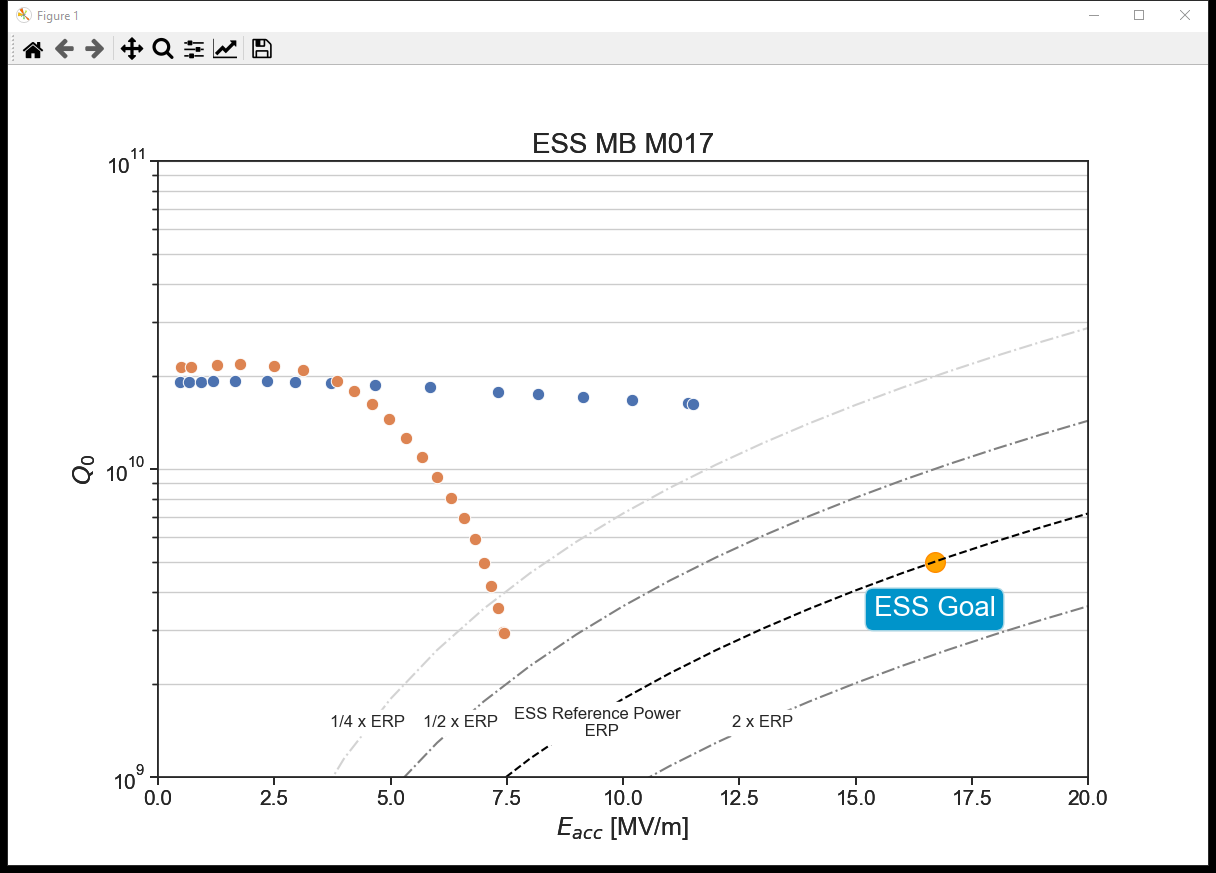 Figure 1
ESS MB M017
10^11
10^10
10^9
Q0
ESS Goal
1/4 x ERP
1/2 x ERP
ESS Reference Power
ERP
2 x ERP
0.0 2.5 5.0 7.5 10.0 12.5 15.0 17.5 20.0
Eacc [MV/m]